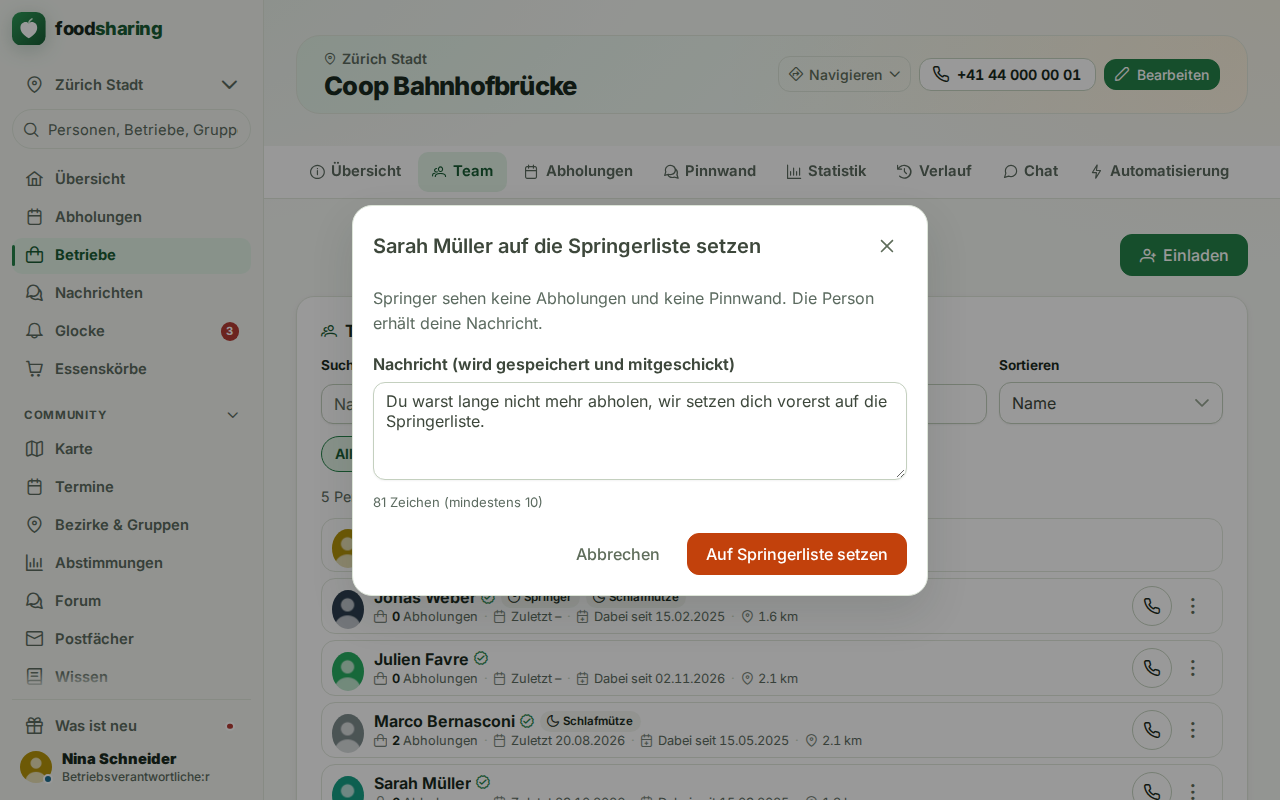 foodsharing
Zürich Stadt
Personen, Betriebe, Grupp
Übersicht
Abholungen
Betriebe
Nachrichten
Glocke 3
Essenskörbe
COMMUNITY
Karte
Termine
Bezirke & Gruppen
Abstimmungen
Forum
Postfächer
Wissen
Was ist neu
Nina Schneider
Betriebsverantwortliche:r
Zürich Stadt
Coop Bahnhofbrücke
Navigieren
+41 44 000 00 01
Bearbeiten
Übersicht Team Abholungen Pinnwand Statistik Verlauf Chat Automatisierung
Einladen
Sarah Müller auf die Springerliste setzen
Springer sehen keine Abholungen und keine Pinnwand. Die Person
erhält deine Nachricht.
Nachricht (wird gespeichert und mitgeschickt)
Du warst lange nicht mehr abholen, wir setzen dich vorerst auf die
Springerliste.
81 Zeichen (mindestens 10)
Abbrechen
Auf Springerliste setzen
Sortieren
Name
Jonas Weber Springer Schlafmütze
0 Abholungen · Zuletzt – · Dabei seit 15.02.2025 · 1.6 km
Julien Favre
0 Abholungen · Zuletzt – · Dabei seit 02.11.2026 · 2.1 km
Marco Bernasconi Schlafmütze
2 Abholungen · Zuletzt 20.08.2026 · Dabei seit 15.05.2025 · 2.1 km
Sarah Müller